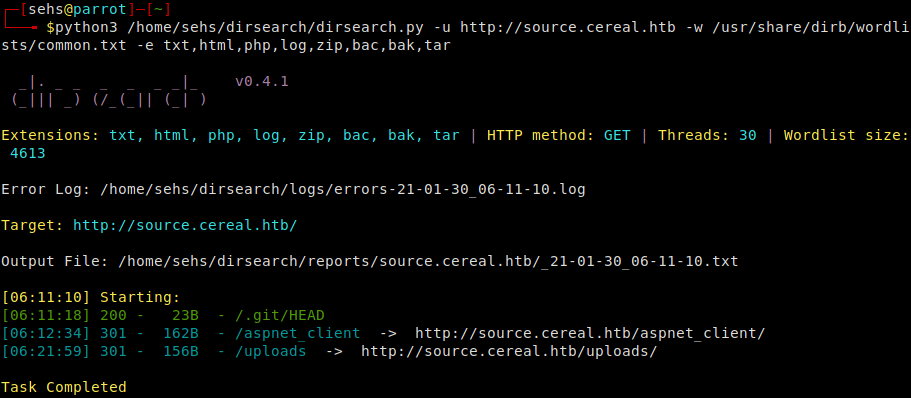 ┌─[sehs@parrot]─[~]
└──╼ $python3 /home/sehs/dirsearch/dirsearch.py -u http://source.cereal.htb -w /usr/share/dirb/wordli
sts/common.txt -e txt,html,php,log,zip,bac,bak,tar
  _|. _ _  _  _  _ _|_    v0.4.1
 (_||| _) (/_(_|| (_| )
Extensions: txt, html, php, log, zip, bac, bak, tar | HTTP method: GET | Threads: 30 | Wordlist size:
 4613
Error Log: /home/sehs/dirsearch/logs/errors-21-01-30_06-11-10.log
Target: http://source.cereal.htb/
Output File: /home/sehs/dirsearch/reports/source.cereal.htb/_21-01-30_06-11-10.txt
[06:11:10] Starting:
[06:11:18] 200 -   23B  - /.git/HEAD
[06:12:34] 301 -  162B  - /aspnet_client  ->  http://source.cereal.htb/aspnet_client/
[06:21:59] 301 -  156B  - /uploads  ->  http://source.cereal.htb/uploads/
Task Completed